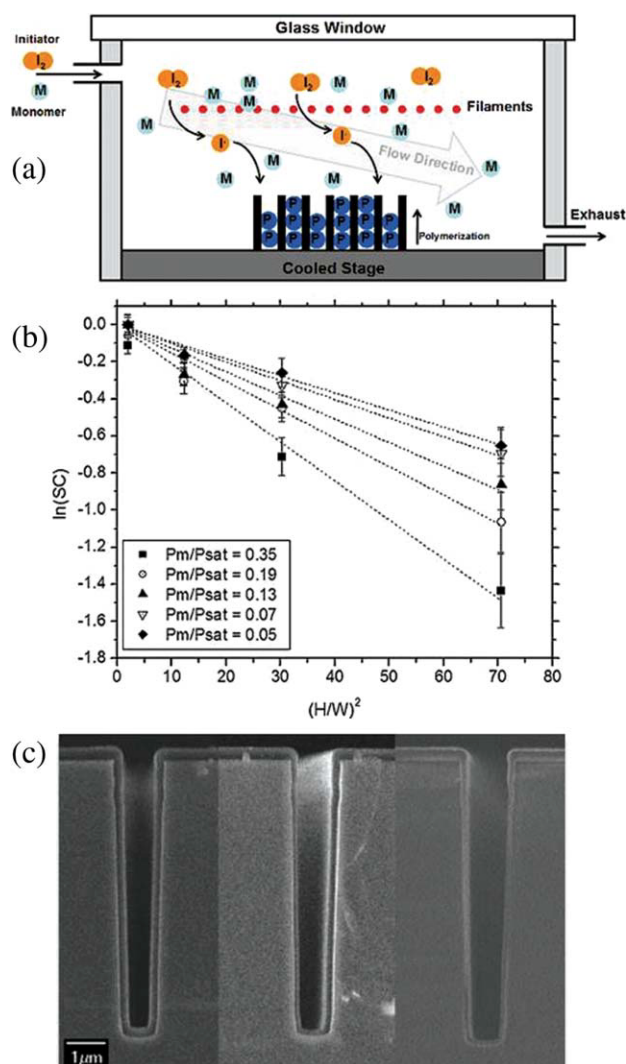 Glass Window
Initiator
I₂
I₂
M
M
I₂
I₂
M
M
Monomer
M
M
M
M
Filaments
(a)
M
I·
I·
M
M
Flow Direction
M
M
M
M
Exhaust
P P P
P P P P P P
P P P P P P
Polymerization
Cooled Stage
(b)
0.0
-0.2
-0.4
-0.6
-0.8
-1.0
-1.2
-1.4
-1.6
-1.8
ln(SC)
Pm/Psat = 0.35
Pm/Psat = 0.19
Pm/Psat = 0.13
Pm/Psat = 0.07
Pm/Psat = 0.05
0 10 20 30 40 50 60 70 80
(H/W)²
(c)
1μm